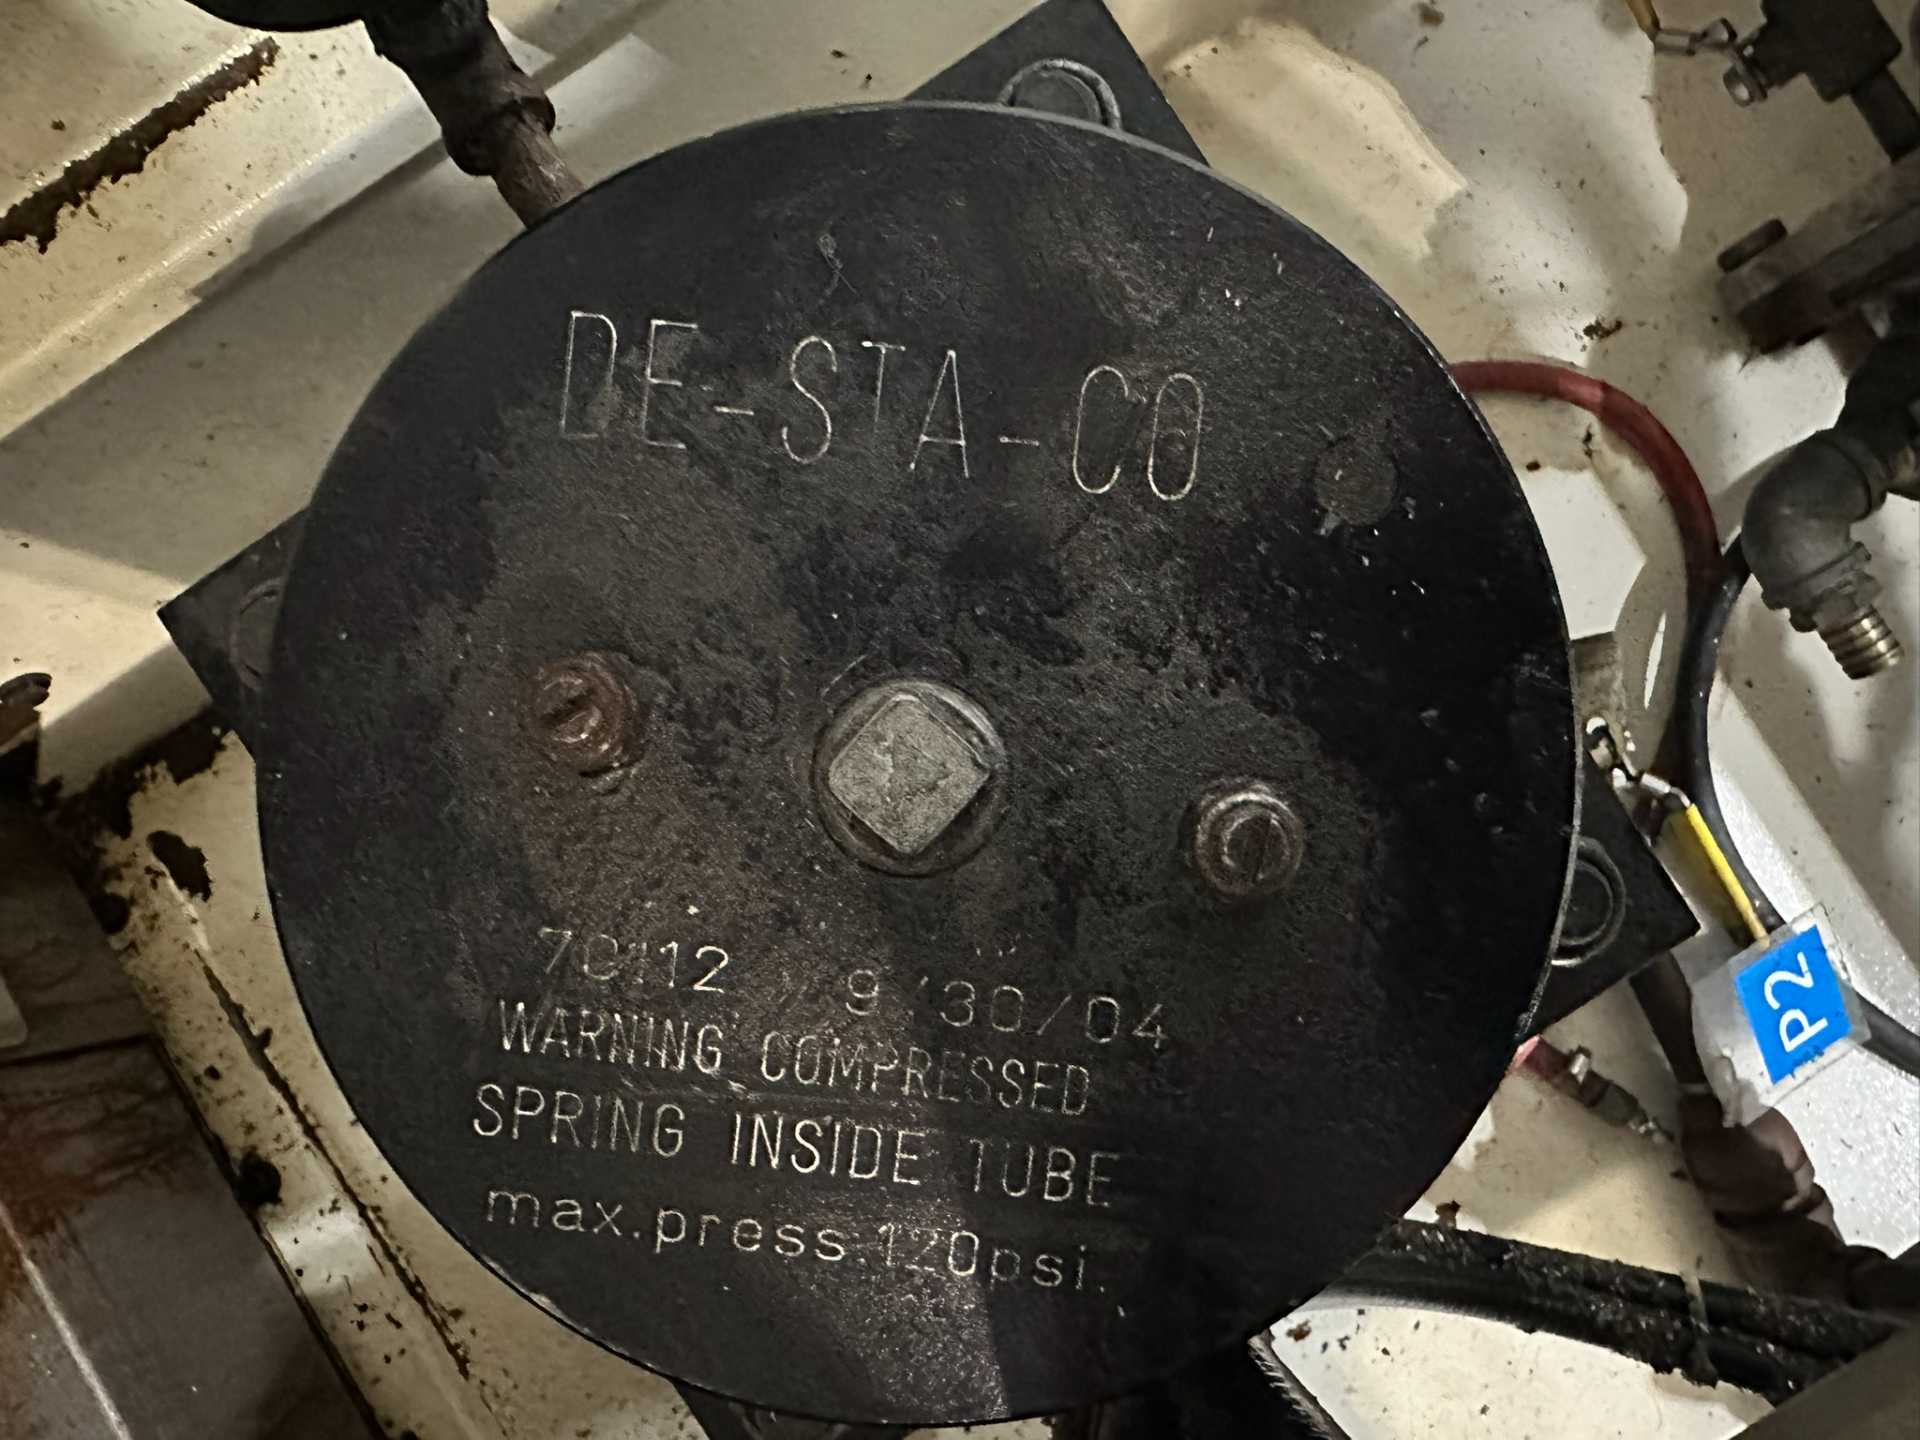 DE-STA-CO
70112 9/30/04
WARNING COMPRESSED
SPRING INSIDE TUBE
max.press.120psi.
P2